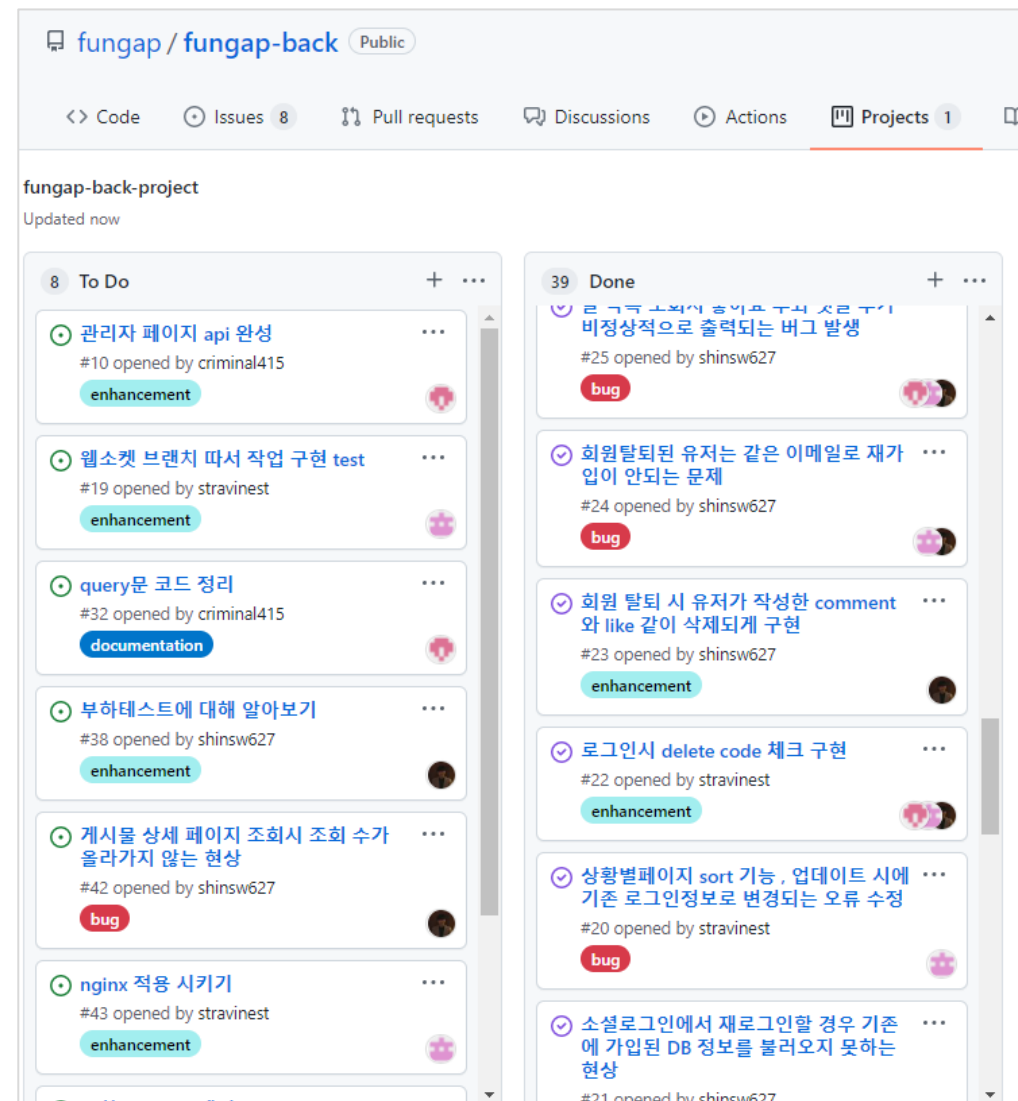 fungap / fungap-back Public
Code Issues 8 Pull requests Discussions Actions Projects 1
fungap-back-project
Updated now
8 To Do
관리자 페이지 api 완성
#10 opened by criminal415
enhancement
웹소켓 브랜치 따서 작업 구현 test
#19 opened by stravinest
enhancement
query문 코드 정리
#32 opened by criminal415
documentation
부하테스트에 대해 알아보기
#38 opened by shinsw627
enhancement
게시물 상세 페이지 조회시 조회 수가
올라가지 않는 현상
#42 opened by shinsw627
bug
nginx 적용 시키기
#43 opened by stravinest
enhancement
39 Done
비정상적으로 출력되는 버그 발생
#25 opened by shinsw627
bug
회원탈퇴된 유저는 같은 이메일로 재가
입이 안되는 문제
#24 opened by shinsw627
bug
회원 탈퇴 시 유저가 작성한 comment
와 like 같이 삭제되게 구현
#23 opened by shinsw627
enhancement
로그인시 delete code 체크 구현
#22 opened by stravinest
enhancement
상황별페이지 sort 기능 , 업데이트 시에
기존 로그인정보로 변경되는 오류 수정
#20 opened by stravinest
bug
소셜로그인에서 재로그인할 경우 기존
에 가입된 DB 정보를 불러오지 못하는
현상
#21 opened by shinsw627